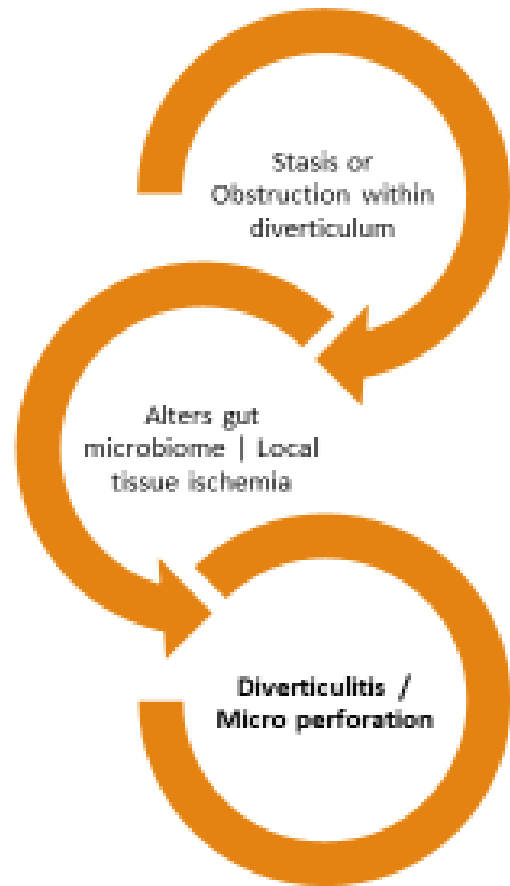 Stasis or
Obstruction within
diverticulum
Alters gut
microbiome | Local
tissue ischemia
Diverticulitis /
Micro perforation